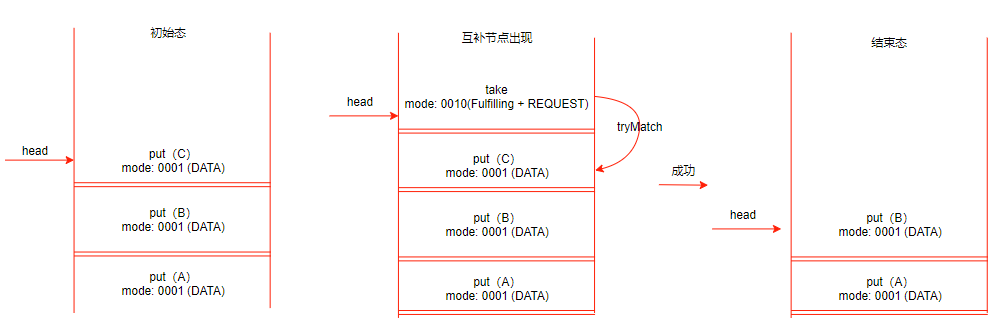 初始态
head
put（C）
mode: 0001 (DATA)
put（B）
mode: 0001 (DATA)
put（A）
mode: 0001 (DATA)
互补节点出现
head
take
mode: 0010(Fulfilling + REQUEST)
tryMatch
put（C）
mode: 0001 (DATA)
put（B）
mode: 0001 (DATA)
put（A）
mode: 0001 (DATA)
成功
结束态
head
put（B）
mode: 0001 (DATA)
put（A）
mode: 0001 (DATA)